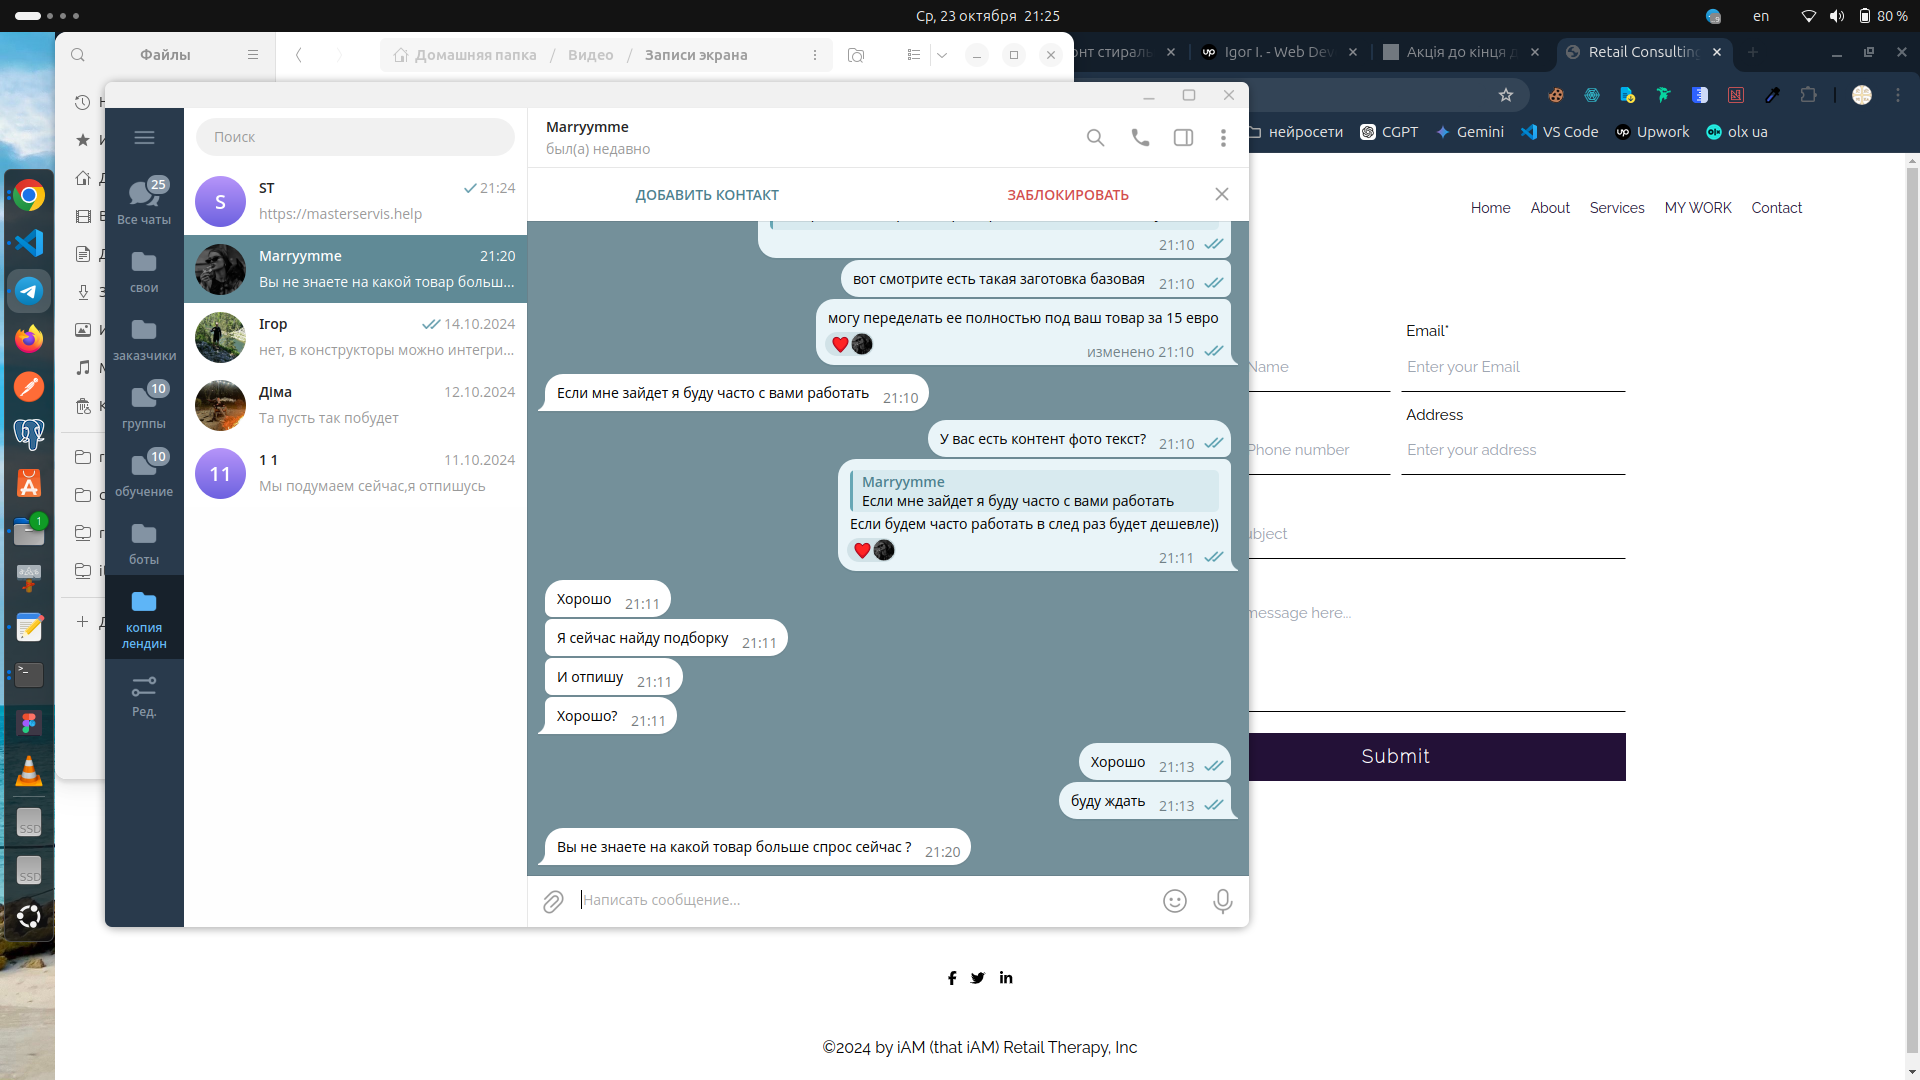 Ср, 23 октября 21:25
en
80 %
Файлы
Домашняя папка / Видео / Записи экрана
Igor I. - Web Dev
Акція до кінця
Retail Consulting
нейросети
CGPT
Gemini
VS Code
Upwork
olx ua
Поиск
25
Все чаты
свои
заказчики
10
группы
10
обучение
боты
копия
лендин
Ред.
S
ST
21:24
https://masterservis.help
Marryymme
21:20
Вы не знаете на какой товар больш...
Ігор
14.10.2024
нет, в конструкторы можно интегри...
Діма
12.10.2024
Та пусть так побудет
11
1 1
11.10.2024
Мы подумаем сейчас,я отпишусь
Marryymme
был(а) недавно
ДОБАВИТЬ КОНТАКТ
ЗАБЛОКИРОВАТЬ
21:10
вот смотрите есть такая заготовка базовая 21:10
могу переделать ее полностью под ваш товар за 15 евро
изменено 21:10
Если мне зайдет я буду часто с вами работать 21:10
У вас есть контент фото текст? 21:10
Marryymme
Если мне зайдет я буду часто с вами работать
Если будем часто работать в след раз будет дешевле))
21:11
Хорошо 21:11
Я сейчас найду подборку 21:11
И отпишу 21:11
Хорошо? 21:11
Хорошо 21:13
буду ждать 21:13
Вы не знаете на какой товар больше спрос сейчас ? 21:20
Написать сообщение...
Home
About
Services
MY WORK
Contact
Email*
Name
Enter your Email
Address
Phone number
Enter your address
message here...
Submit
1
SSD
SSD
©2024 by iAM (that iAM) Retail Therapy, Inc